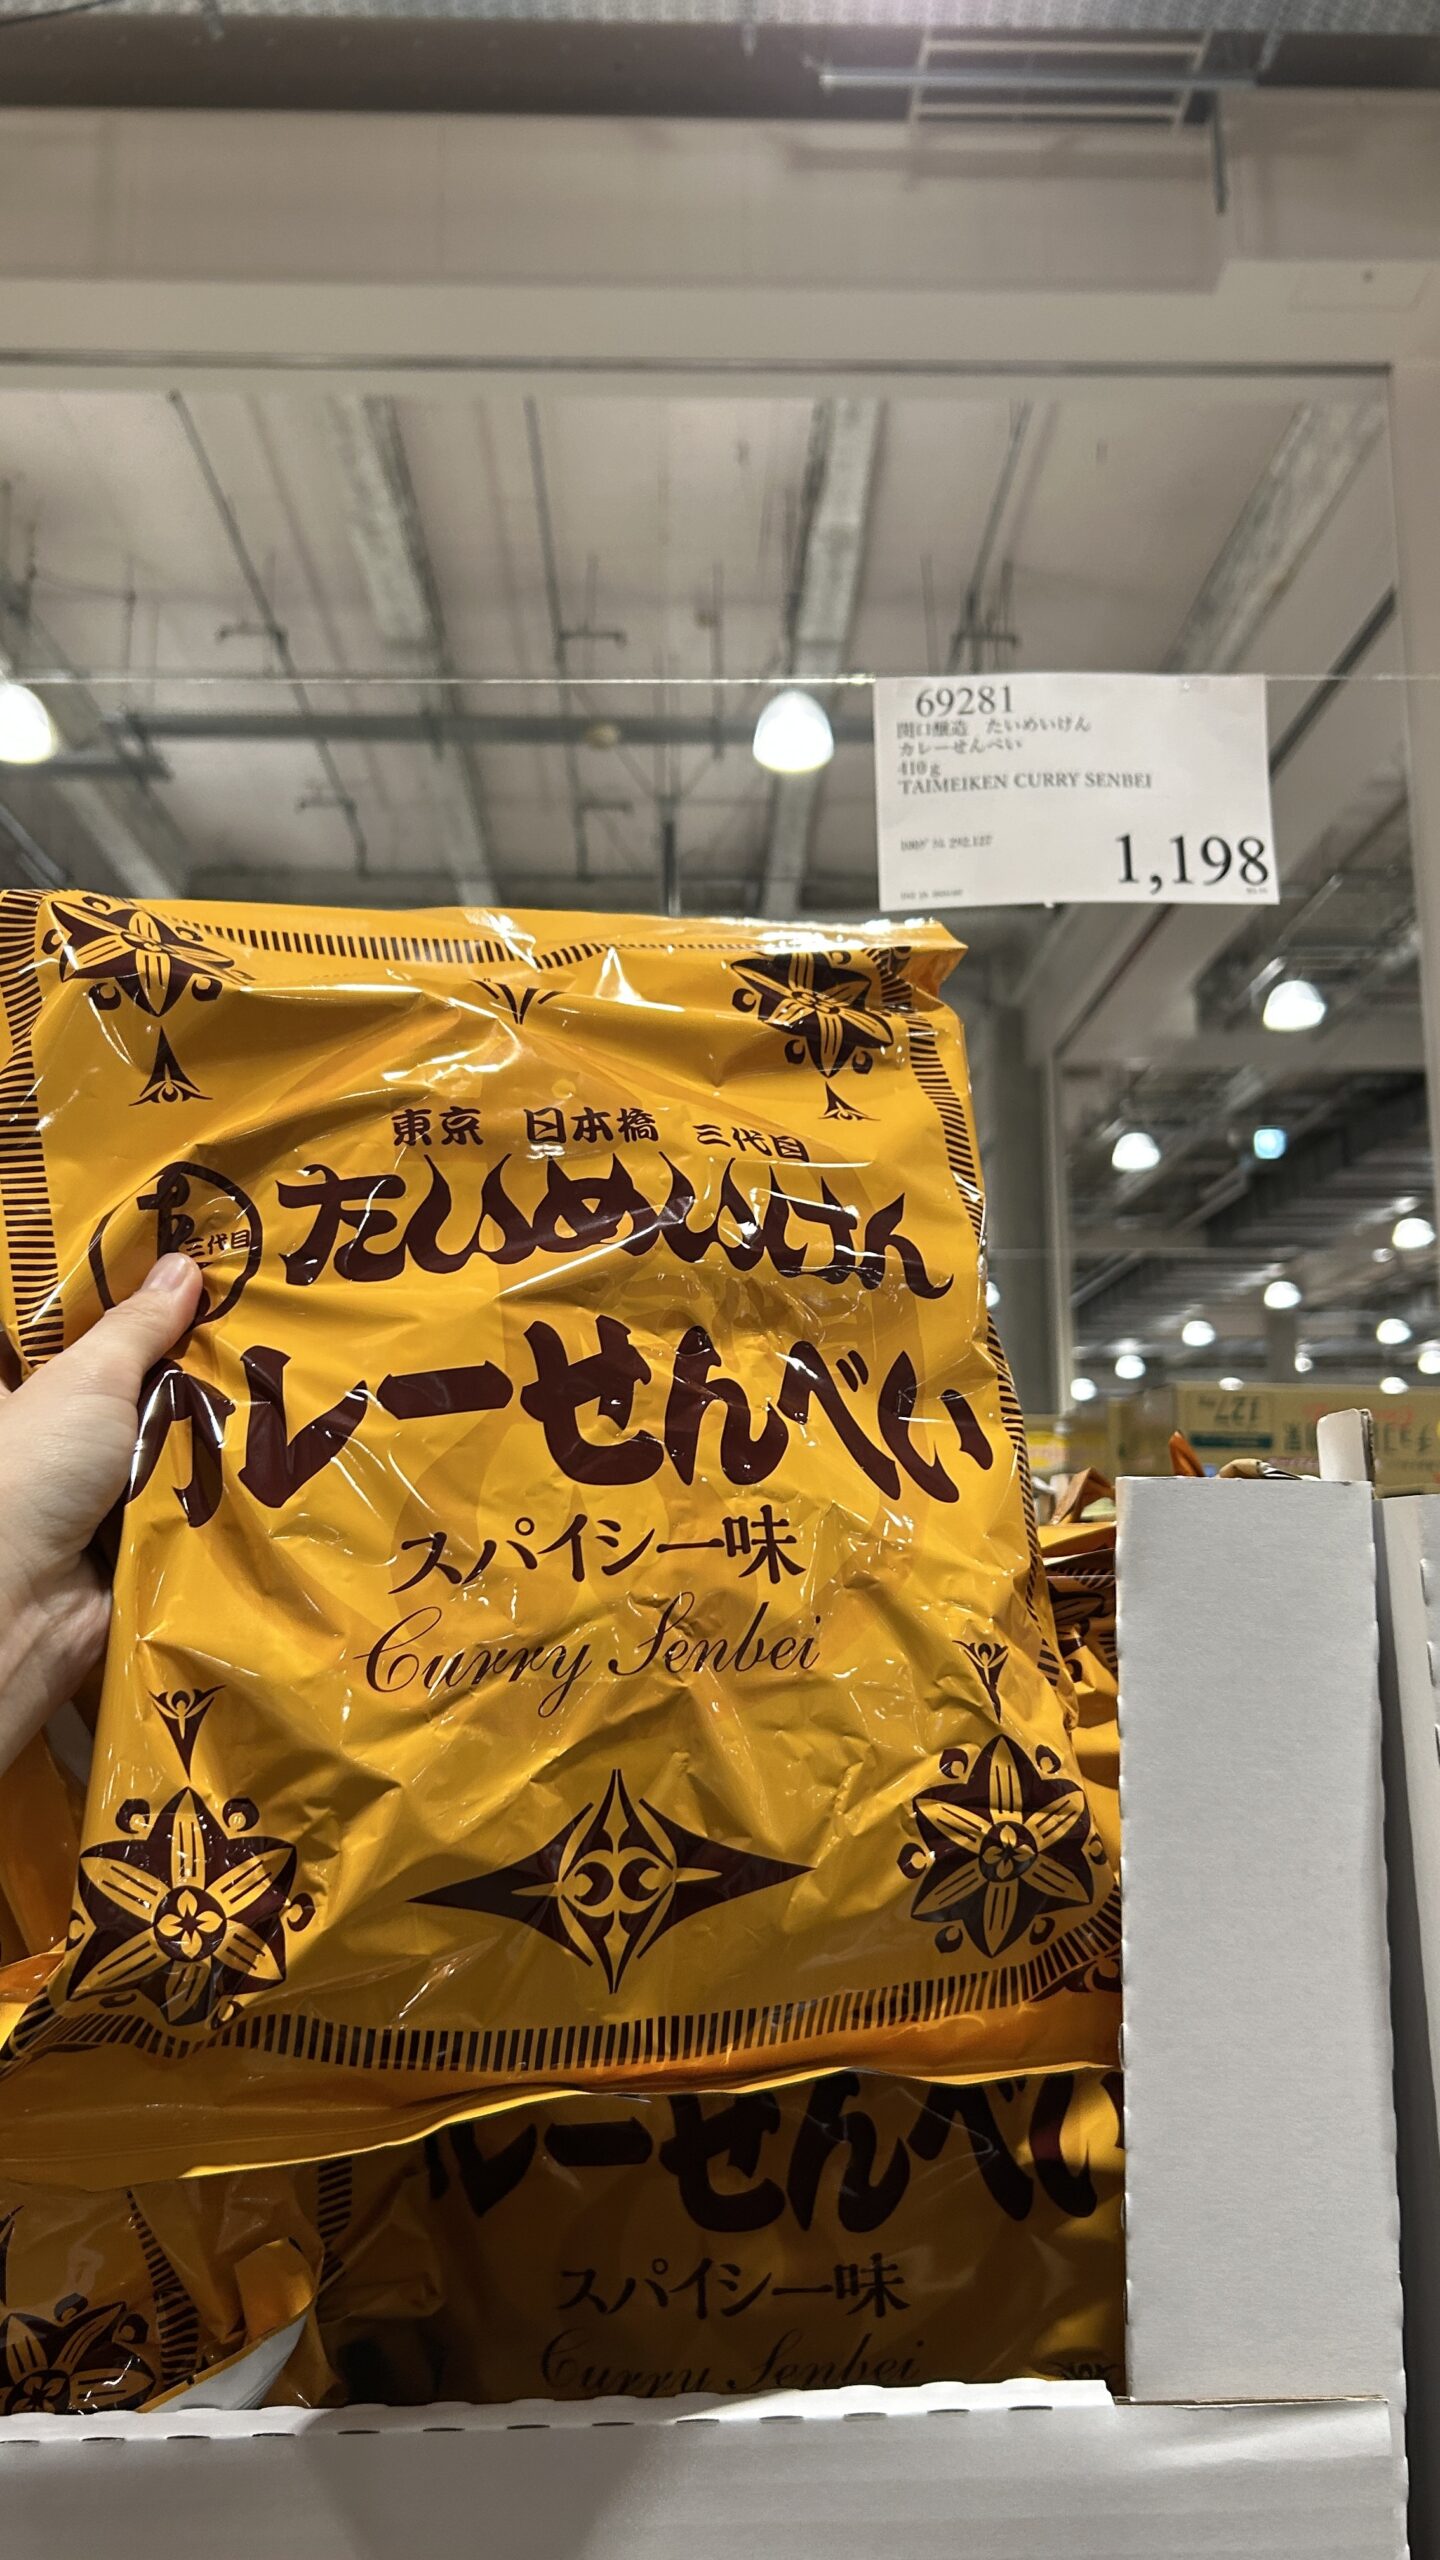 69281
関口醸造 たいめいけん
カレーせんべい
410g
TAIMEIKEN CURRY SENBEI
1,198
東京 日本橋 三代目
三代目
たいめいけん
カレーせんべい
スパイシー味
Curry Senbei
レーせんべい
スパイシー味
Curry Senbei